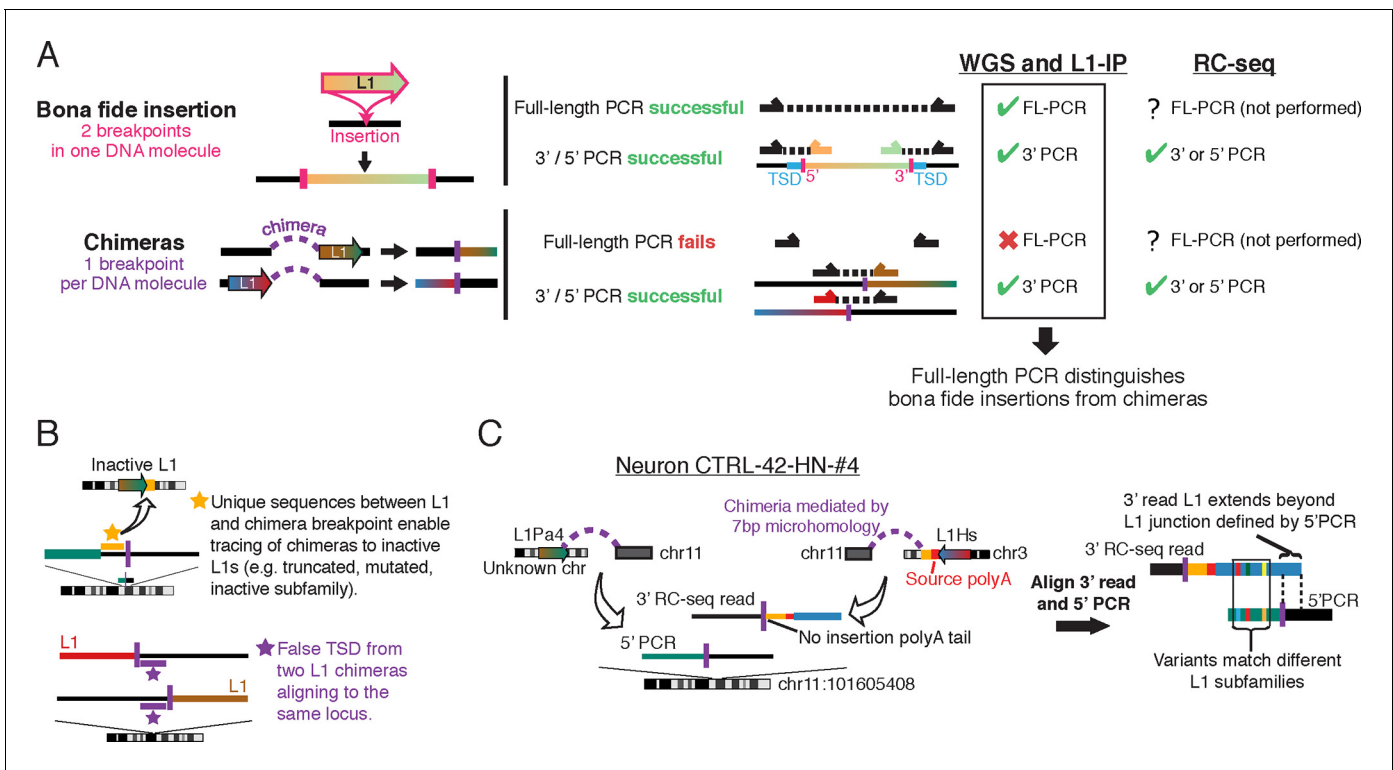 A
WGS and L1-IP
RC-seq
L1
Bona fide insertion
2 breakpoints
in one DNA molecule
Insertion
Full-length PCR successful
✔ FL-PCR
? FL-PCR (not performed)
3’ / 5’ PCR successful
✔ 3’ PCR
✔ 3’ or 5’ PCR
TSD 5’ 3’ TSD
Chimeras
1 breakpoint
per DNA molecule
chimera
L1
L1
Full-length PCR fails
✖ FL-PCR
? FL-PCR (not performed)
3’ / 5’ PCR successful
✔ 3’ PCR
✔ 3’ or 5’ PCR
Full-length PCR distinguishes
bona fide insertions from chimeras
B
Inactive L1
Unique sequences between L1
and chimera breakpoint enable
tracing of chimeras to inactive
L1s (e.g. truncated, mutated,
inactive subfamily).
L1
L1
False TSD from
two L1 chimeras
aligning to the
same locus.
C
Neuron CTRL-42-HN-#4
Chimeria mediated by
7bp microhomology
L1Pa4
Unknown chr
chr11
chr11
L1Hs
chr3
Source polyA
3’ RC-seq read
No insertion polyA tail
5’ PCR
chr11:101605408
Align 3’ read
and 5’ PCR
3’ read L1 extends beyond
L1 junction defined by 5’PCR
3’ RC-seq read
5’PCR
Variants match different
L1 subfamilies